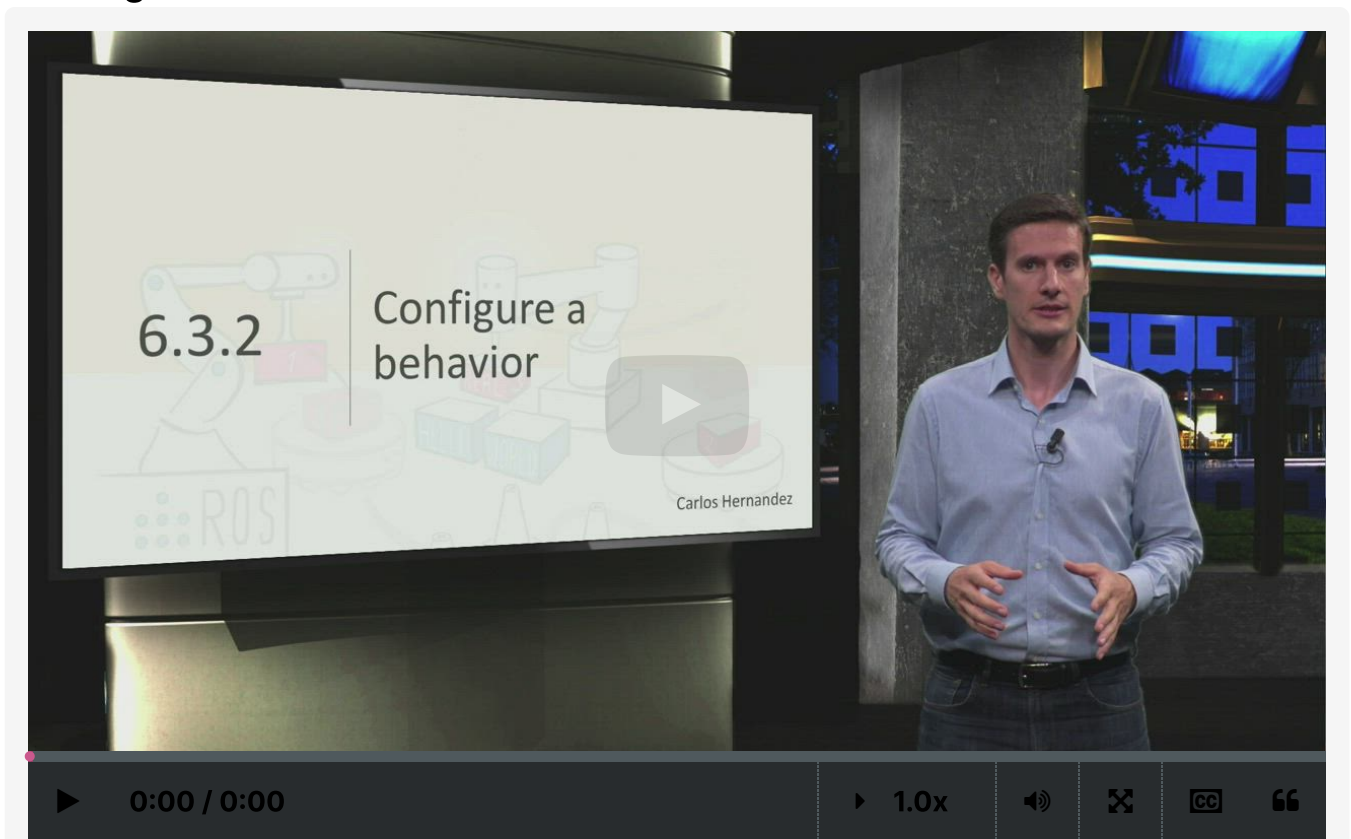 6.3.2
Configure a
behavior
Carlos Hernandez
ROS
0:00 / 0:00
1.0x
CC